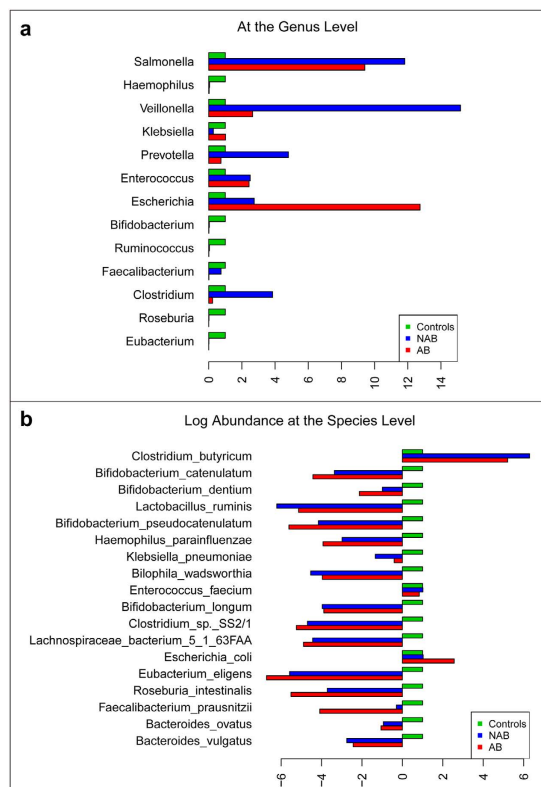 a
At the Genus Level
Salmonella
Haemophilus
Veillonella
Klebsiella
Prevotella
Enterococcus
Escherichia
Bifidobacterium
Ruminococcus
Faecalibacterium
Clostridium
Roseburia
Eubacterium
Controls
NAB
AB
0 2 4 6 8 10 12 14
b
Log Abundance at the Species Level
Clostridium_butyricum
Bifidobacterium_catenulatum
Bifidobacterium_dentium
Lactobacillus_ruminis
Bifidobacterium_pseudocatenulatum
Haemophilus_parainfluenzae
Klebsiella_pneumoniae
Bilophila_wadsworthia
Enterococcus_faecium
Bifidobacterium_longum
Clostridium_sp._SS2/1
Lachnospiraceae_bacterium_5_1_63FAA
Escherichia_coli
Eubacterium_eligens
Roseburia_intestinalis
Faecalibacterium_prausnitzii
Bacteroides_ovatus
Bacteroides_vulgatus
Controls
NAB
AB
−6 −4 −2 0 2 4 6